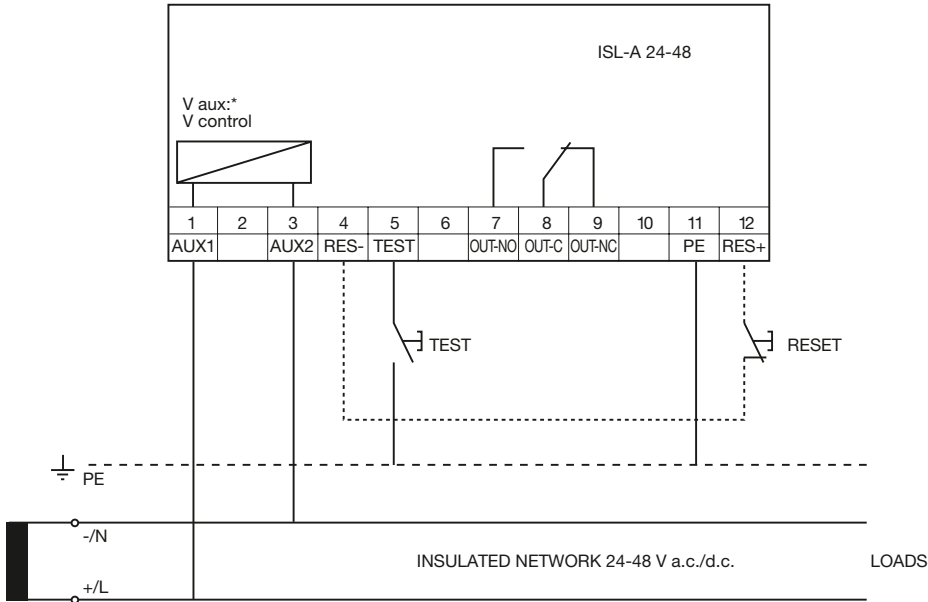 ISL-A 24-48
V aux:*
V control
1 2 3 4 5 6 7 8 9 10 11 12
AUX1 AUX2 RES- TEST OUT-NO OUT-C OUT-NC PE RES+
TEST
RESET
PE
-/N
INSULATED NETWORK 24-48 V a.c./d.c.
LOADS
+/L